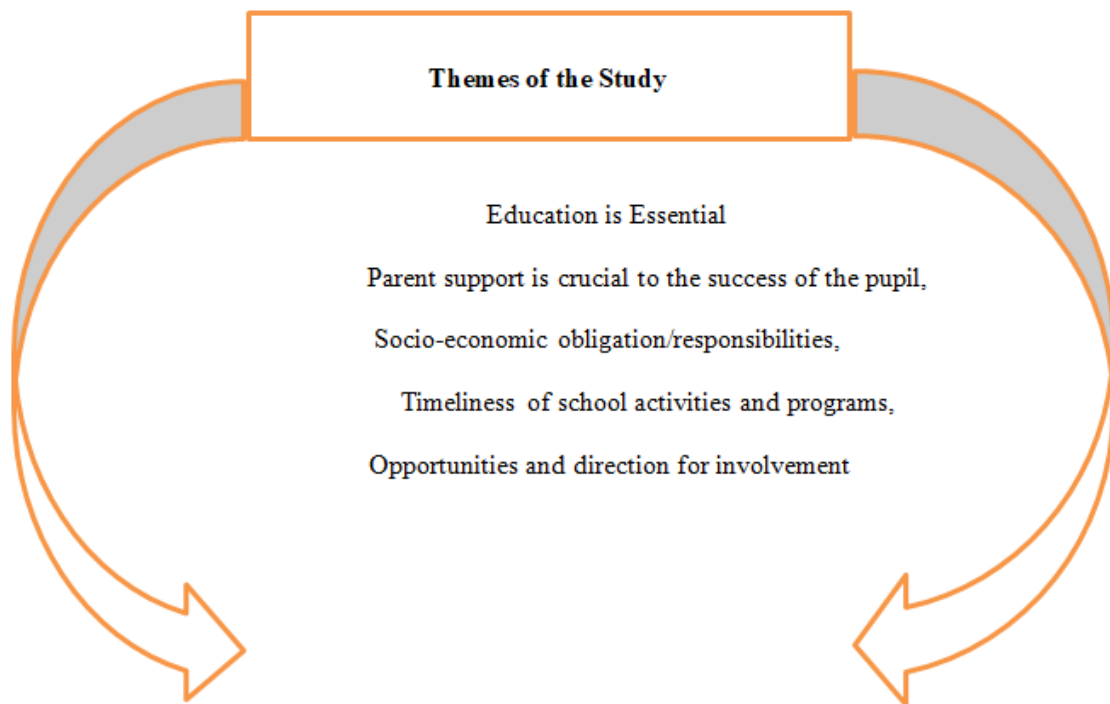 Themes of the Study
Education is Essential
Parent support is crucial to the success of the pupil,
Socio-economic obligation/responsibilities,
Timeliness of school activities and programs,
Opportunities and direction for involvement